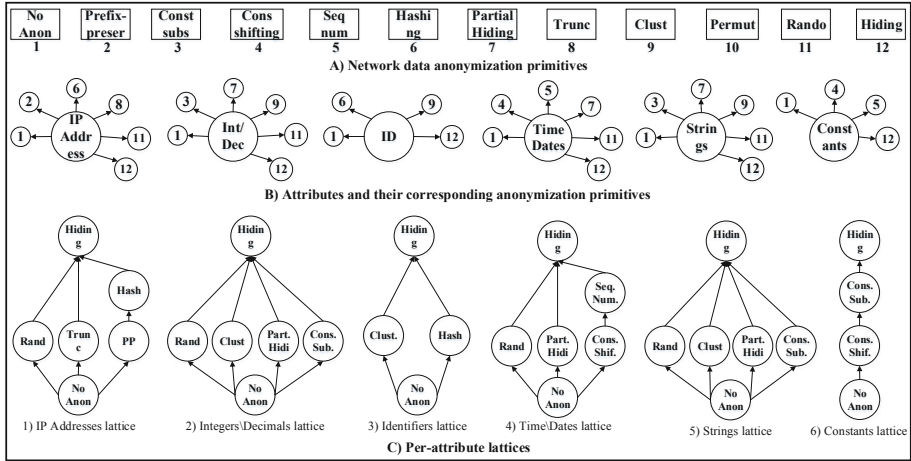 No Prefix- Const Cons Seq Hashi Partial Trunc Clust Permut Rando Hiding
Anon preser subs shifting num ng Hiding
1 2 3 4 5 6 7 8 9 10 11 12
A) Network data anonymization primitives
6 7 5 7 4
2 8 3 9 6 9 4 7 3 9 1 5
IP Addr ess
Int/ Dec
ID
Time Dates
Strin gs
Const ants
1 11 1 11 1 12 1 11 1 11 12
12 12 12 12
B) Attributes and their corresponding anonymization primitives
Hidin g Hidin g Hidin g Hidin g Hidin g Hidin g
Hash Seq. Num. Cons. Sub.
Rand Trun c PP Rand Clust Part. Hidi Cons. Sub. Clust. Hash Rand Part. Hidi Cons. Shif. Rand Clust Part. Hidi Cons. Sub. Cons. Shif.
No Anon No Anon No Anon No Anon No Anon No Anon
1) IP Addresses lattice 2) Integers\Decimals lattice 3) Identifiers lattice 4) Time\Dates lattice 5) Strings lattice 6) Constants lattice
C) Per-attribute lattices